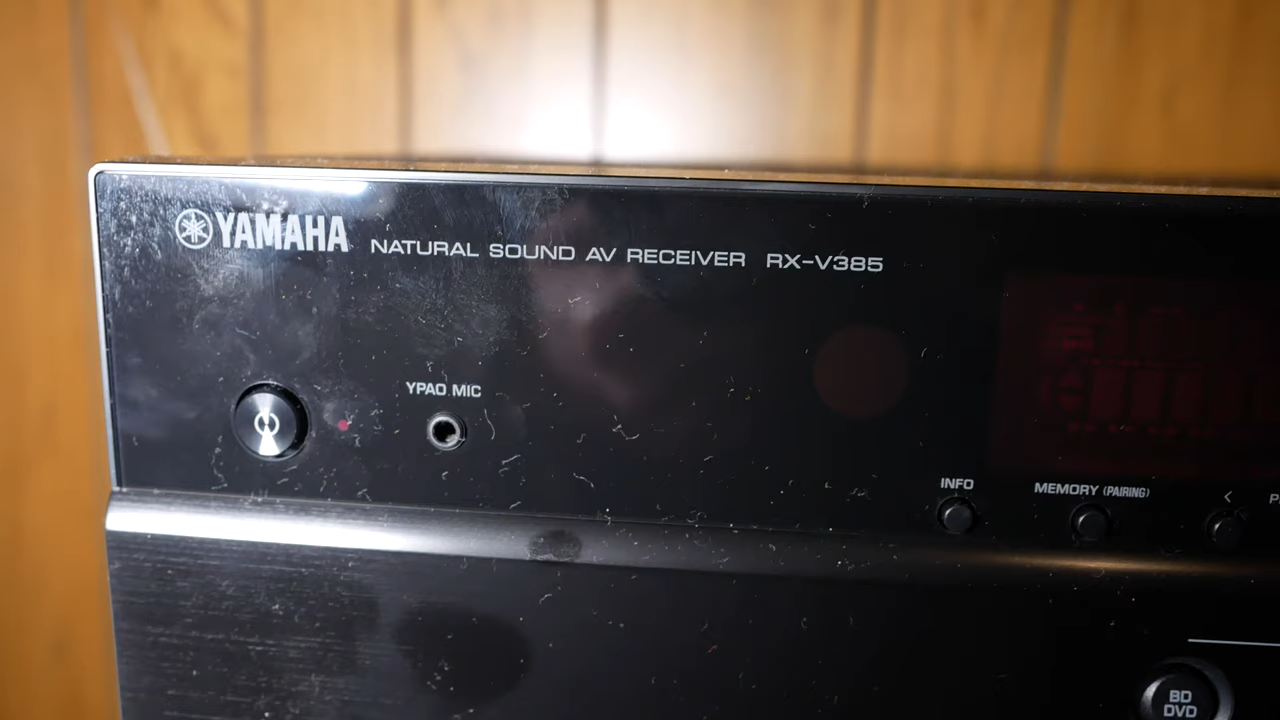 YAMAHA NATURAL SOUND AV RECEIVER RX-V385
YPAO MIC
INFO
MEMORY (PAIRING)
<
BD
DVD